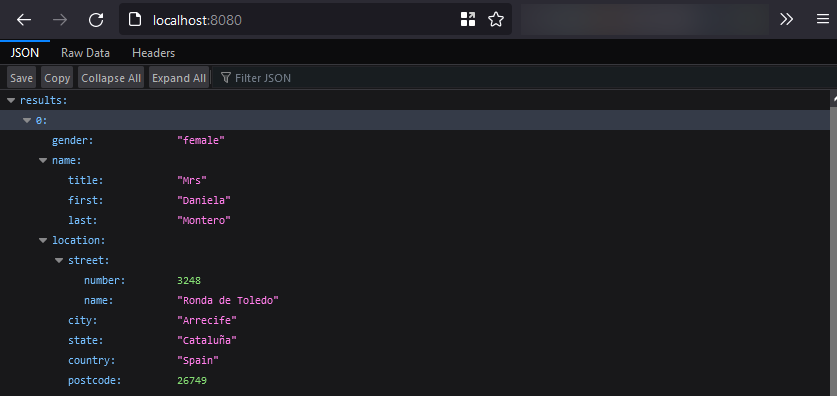 localhost:8080
JSON Raw Data Headers
Save Copy Collapse All Expand All Filter JSON
results:
0:
gender: "female"
name:
title: "Mrs"
first: "Daniela"
last: "Montero"
location:
street:
number: 3248
name: "Ronda de Toledo"
city: "Arrecife"
state: "Cataluña"
country: "Spain"
postcode: 26749